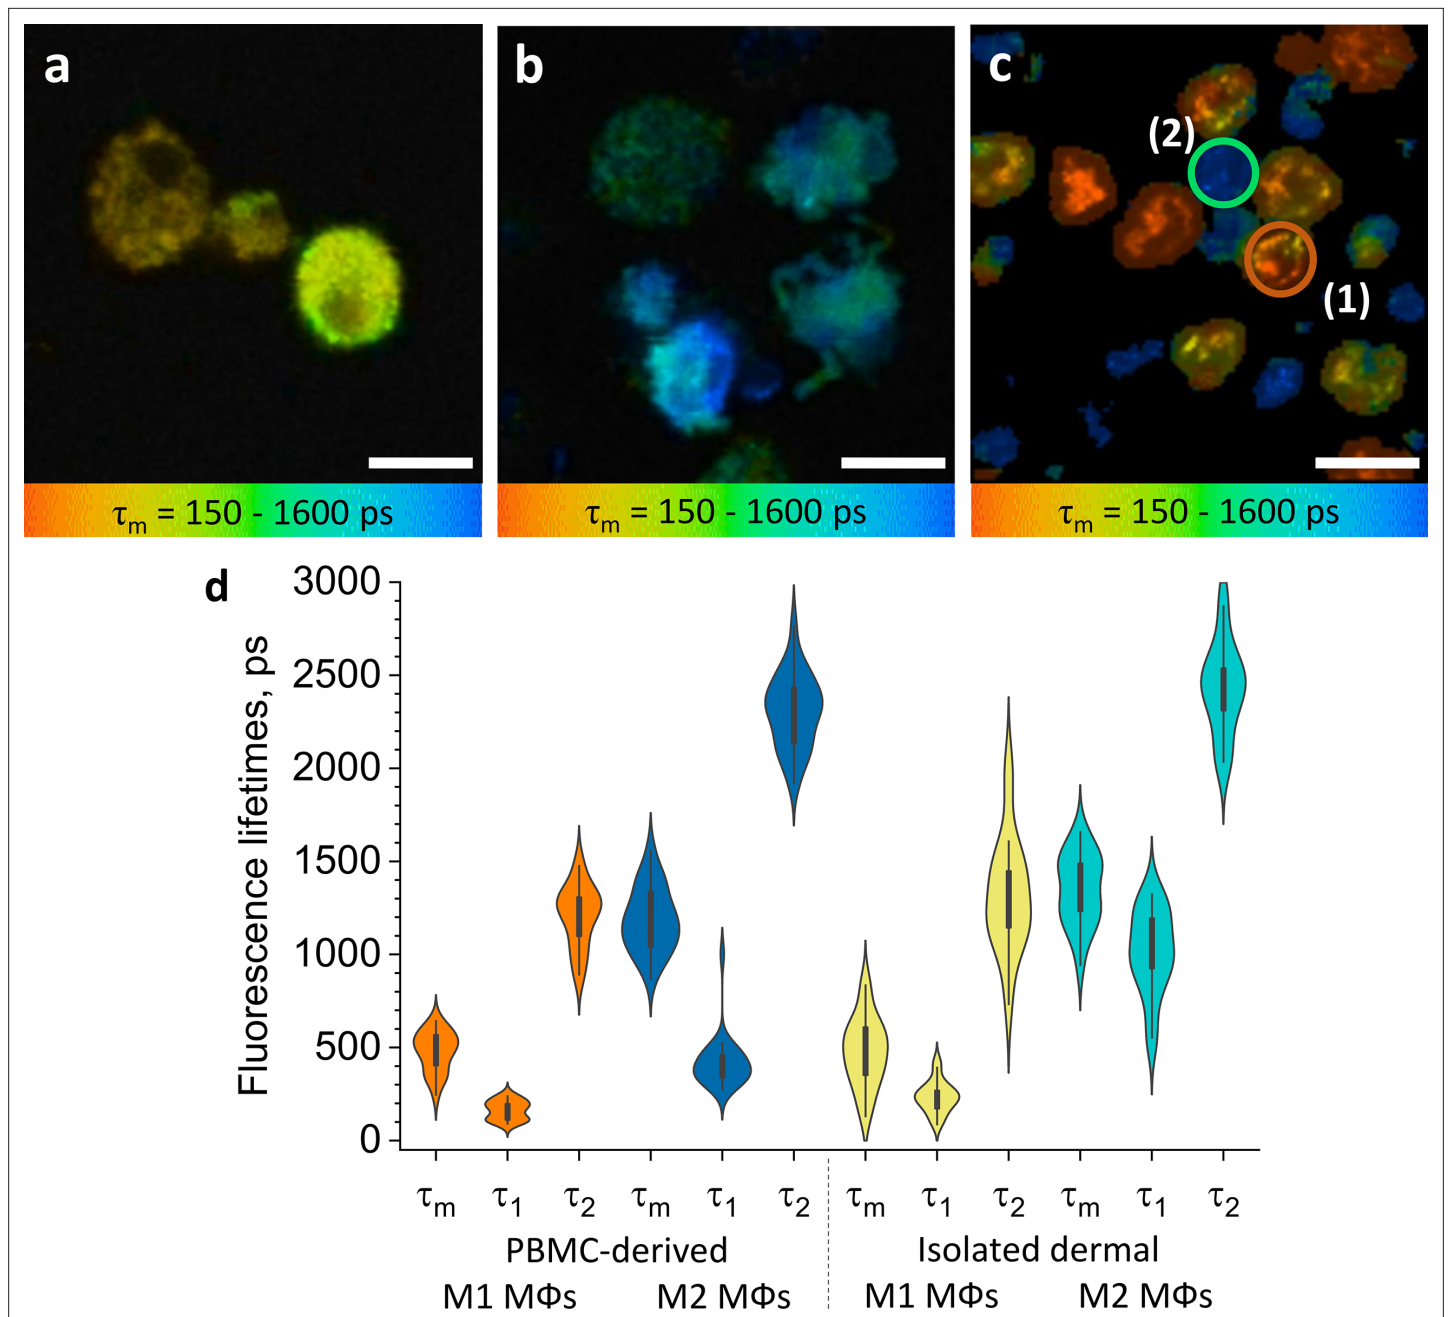 a
b
c
(2)
(1)
τm = 150 - 1600 ps
τm = 150 - 1600 ps
τm = 150 - 1600 ps
d
Fluorescence lifetimes, ps
3000
2500
2000
1500
1000
500
0
τm τ1 τ2 τm τ1 τ2 τm τ1 τ2 τm τ1 τ2
PBMC-derived Isolated dermal
M1 MΦs M2 MΦs M1 MΦs M2 MΦs